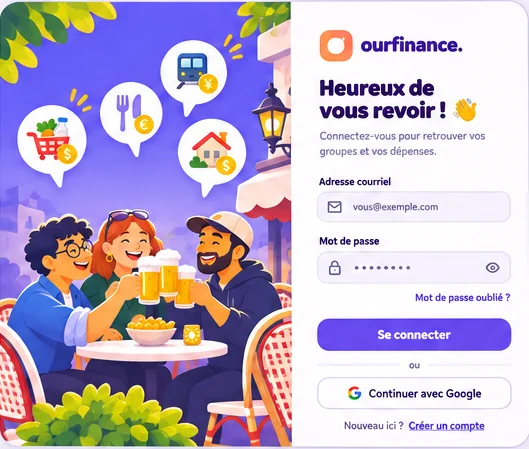 ¥
€
$
$
ourfinance.
Heureux de
vous revoir ! 👋
Connectez-vous pour retrouver vos
groupes et vos dépenses.
Adresse courriel
vous@exemple.com
Mot de passe
••••••••
Mot de passe oublié ?
Se connecter
ou
Continuer avec Google
Nouveau ici ? Créer un compte